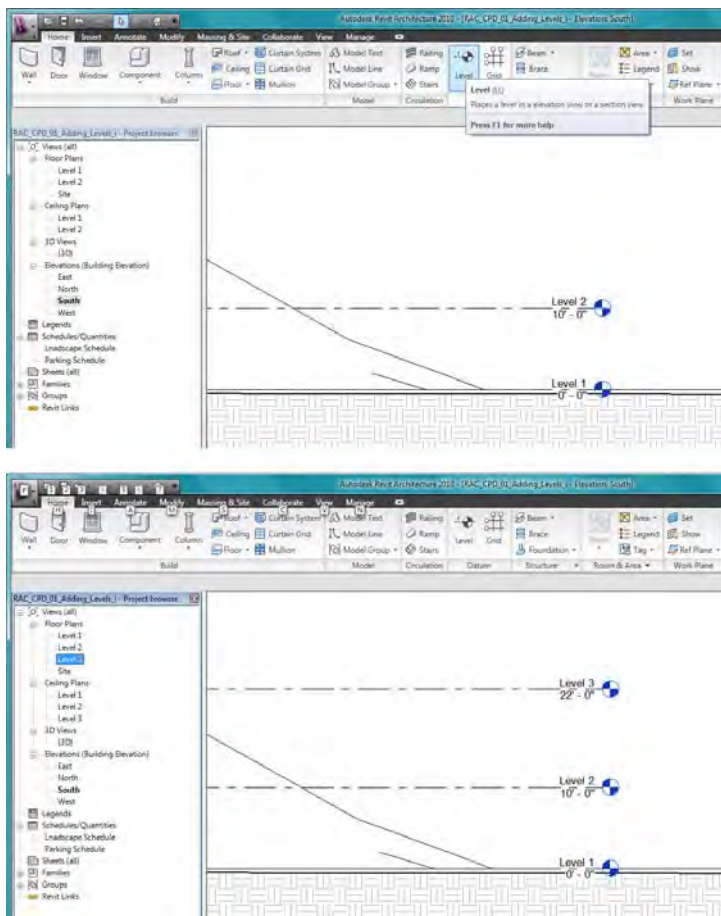 Autodesk Revit Architecture 2010 - [RAC_CPD_01_Adding_Levels_i - Elevation: South]
Home Insert Annotate Modify Massing & Site Collaborate View Manage
Roof Curtain System Model Text Railing Beam Area Set
Wall Door Window Component Column Ceiling Curtain Grid Model Line Ramp Level Grid Brace Legend Show
Floor Mullion Model Group Stairs Ref Plane
Build Model Circulation Work Plane
Level (LL)
Places a level in a elevation view or a section view.
Press F1 for more help
RAC_CPD_01_Adding_Levels_i - Project browser
Views (all)
Floor Plans
Level 1
Level 2
Site
Ceiling Plans
Level 1
Level 2
3D Views
{3D}
Elevations (Building Elevation)
East
North
South
West
Legends
Schedules/Quantities
Lnadscape Schedule
Parking Schedule
Sheets (all)
Families
Groups
Revit Links
Level 2
10' - 0"
Level 1
0' - 0"
Autodesk Revit Architecture 2010 - [RAC_CPD_01_Adding_Levels_i - Elevation: South]
Home Insert Annotate Modify Massing & Site Collaborate View Manage
Roof Curtain System Model Text Railing Beam Area Set
Wall Door Window Component Column Ceiling Curtain Grid Model Line Ramp Level Grid Brace Legend Show
Floor Mullion Model Group Stairs Foundation Tag Ref Plane
Build Model Circulation Datum Structure Room & Area Work Plane
RAC_CPD_01_Adding_Levels_i - Project browser
Views (all)
Floor Plans
Level 1
Level 2
Level 3
Site
Ceiling Plans
Level 1
Level 2
Level 3
3D Views
{3D}
Elevations (Building Elevation)
East
North
South
West
Legends
Schedules/Quantities
Lnadscape Schedule
Parking Schedule
Sheets (all)
Families
Groups
Revit Links
Level 3
22' - 0"
Level 2
10' - 0"
Level 1
0' - 0"